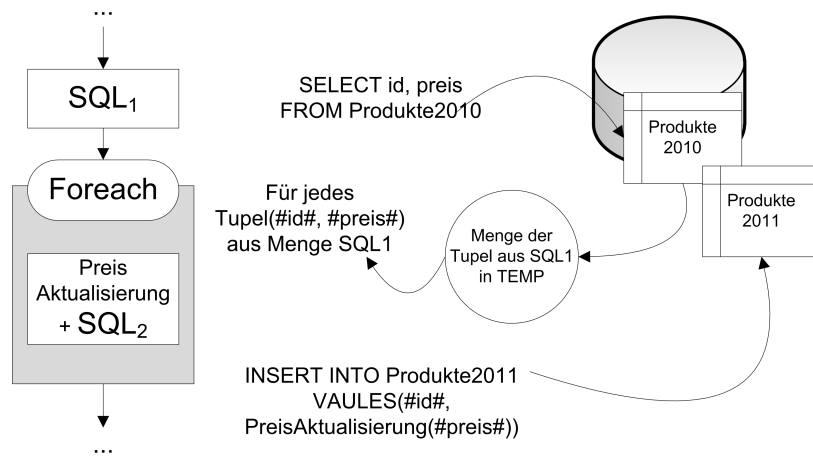 ...
SQL1
Foreach
Preis
Aktualisierung
+ SQL2
...
SELECT id, preis
FROM Produkte2010
Für jedes
Tupel(#id#, #preis#)
aus Menge SQL1
Menge der
Tupel aus SQL1
in TEMP
Produkte
2010
Produkte
2011
INSERT INTO Produkte2011
VAULES(#id#,
PreisAktualisierung(#preis#))